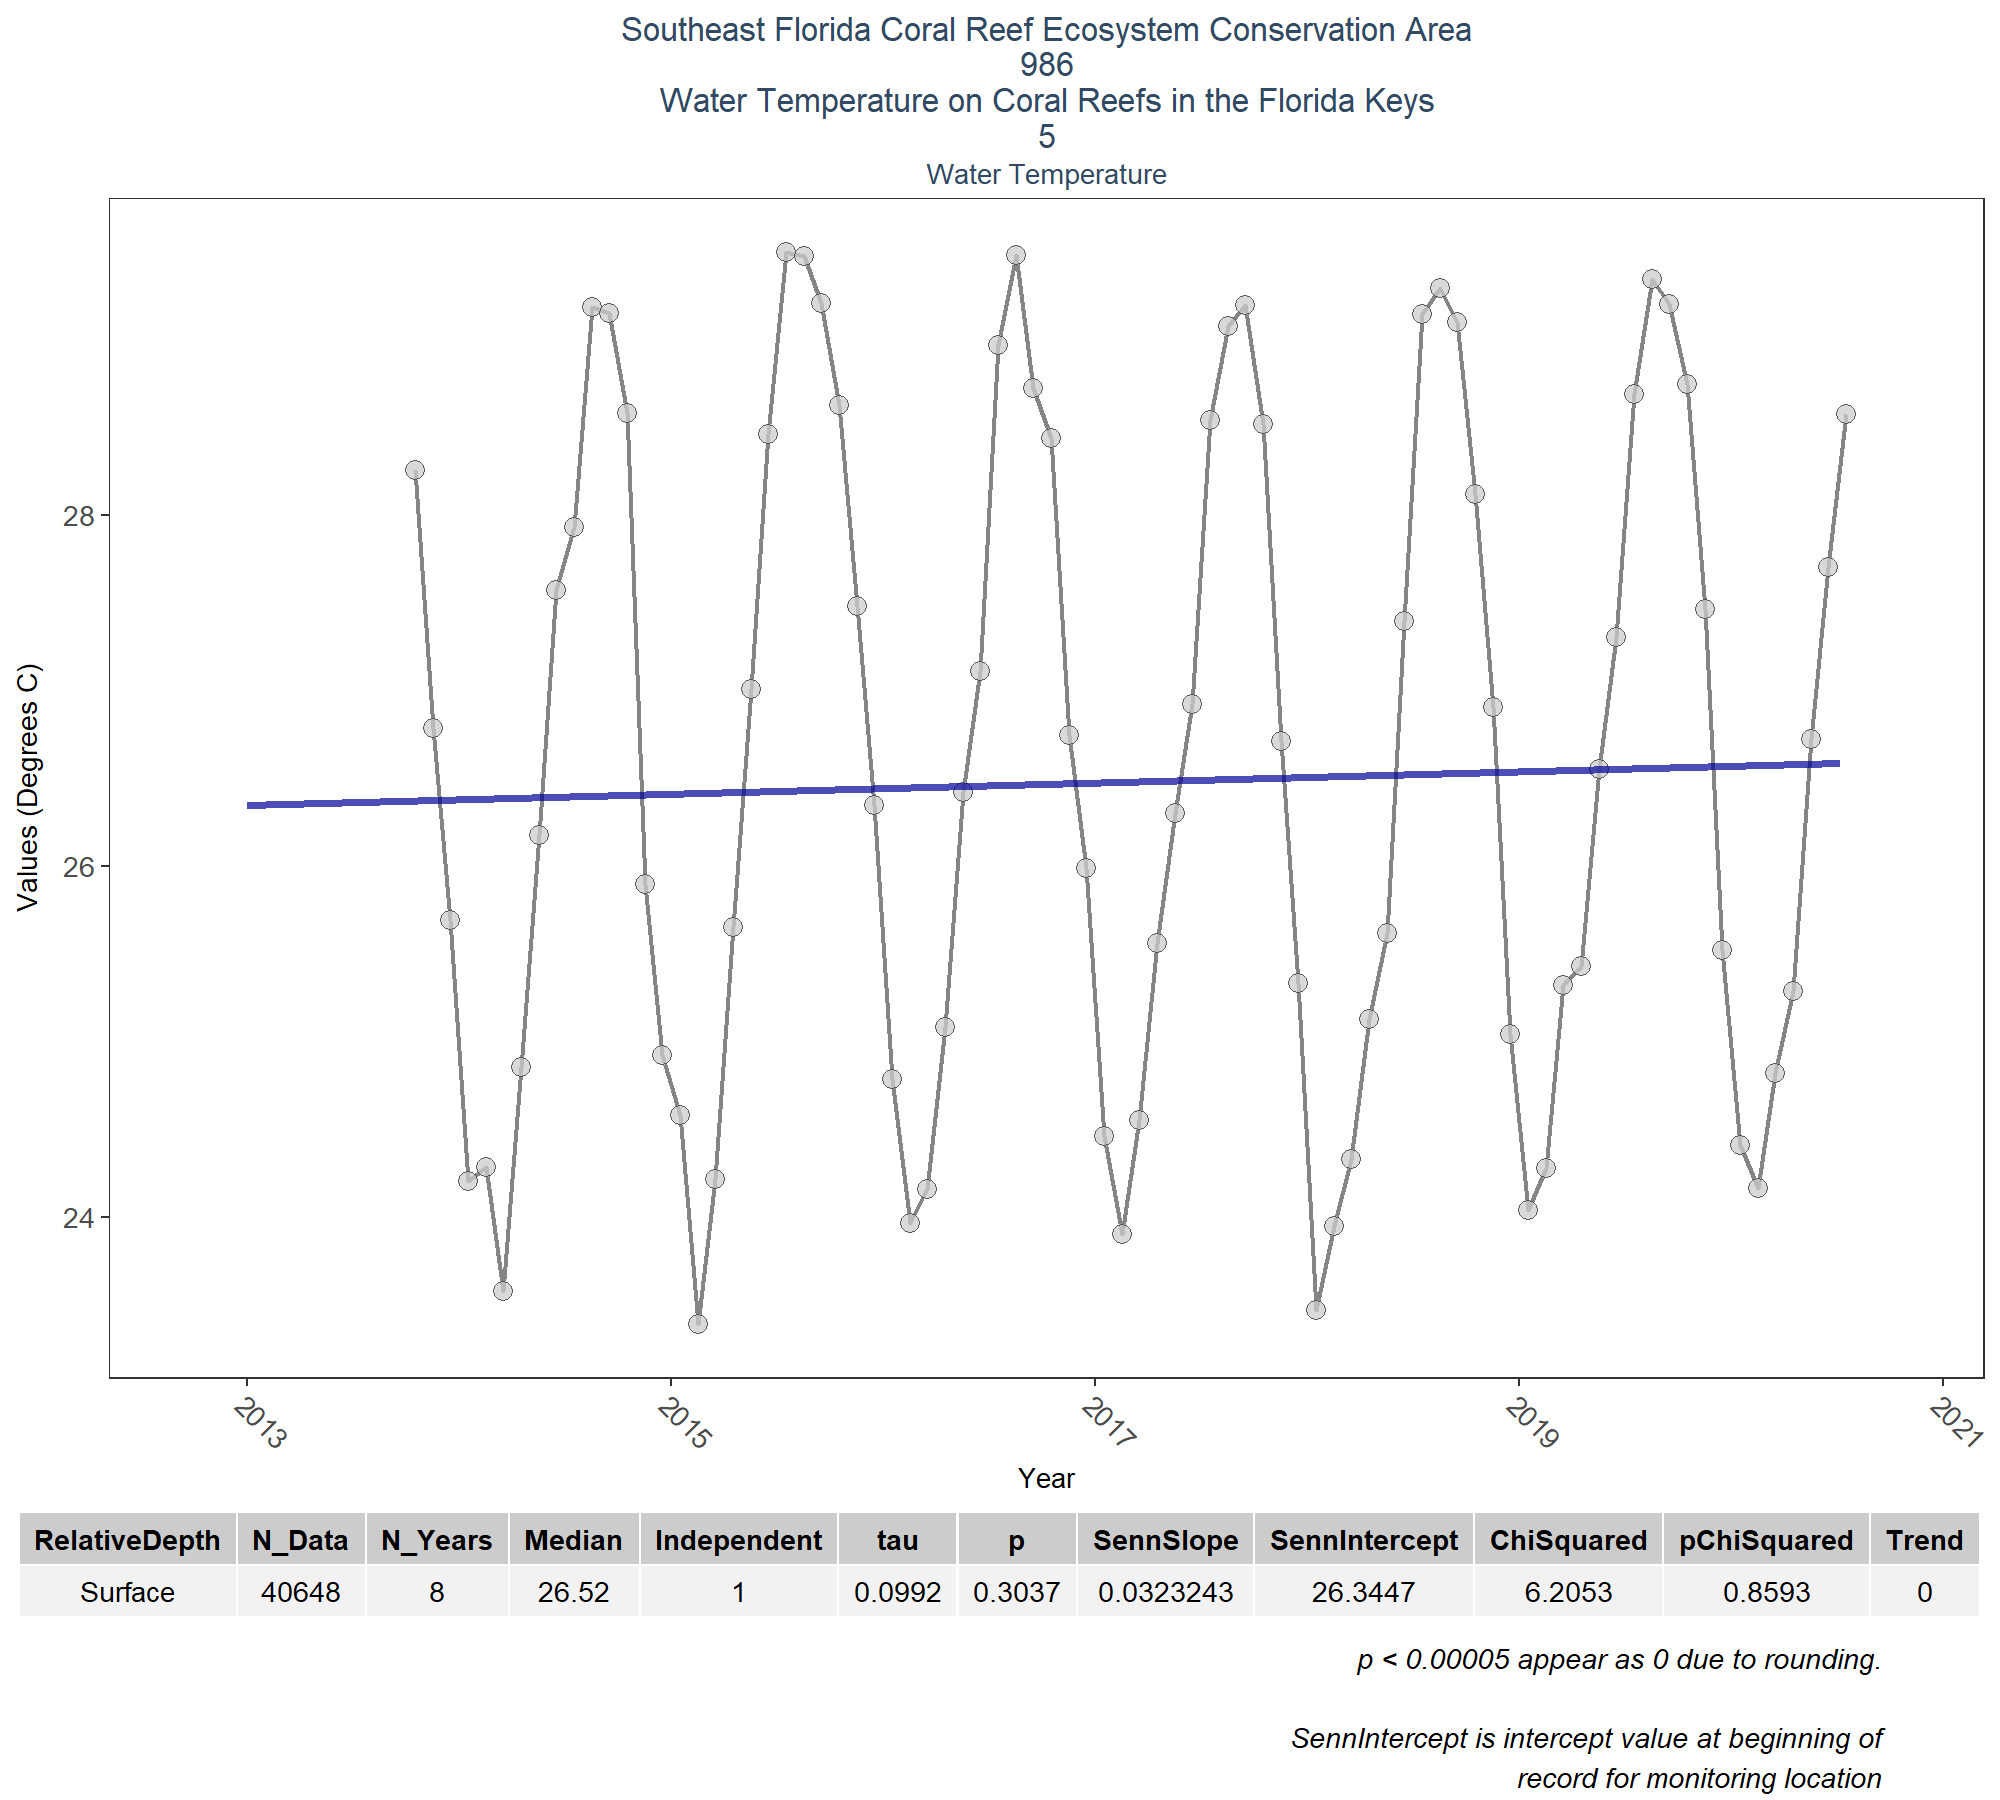 Southeast Florida Coral Reef Ecosystem Conservation Area
986
Water Temperature on Coral Reefs in the Florida Keys
5
Water Temperature
Values (Degrees C)
28
26
24
2013 2015 2017 2019 2021
Year
RelativeDepth N_Data N_Years Median Independent tau p SennSlope SennIntercept ChiSquared pChiSquared Trend
Surface 40648 8 26.52 1 0.0992 0.3037 0.0323243 26.3447 6.2053 0.8593 0
p < 0.00005 appear as 0 due to rounding.
SennIntercept is intercept value at beginning of
record for monitoring location